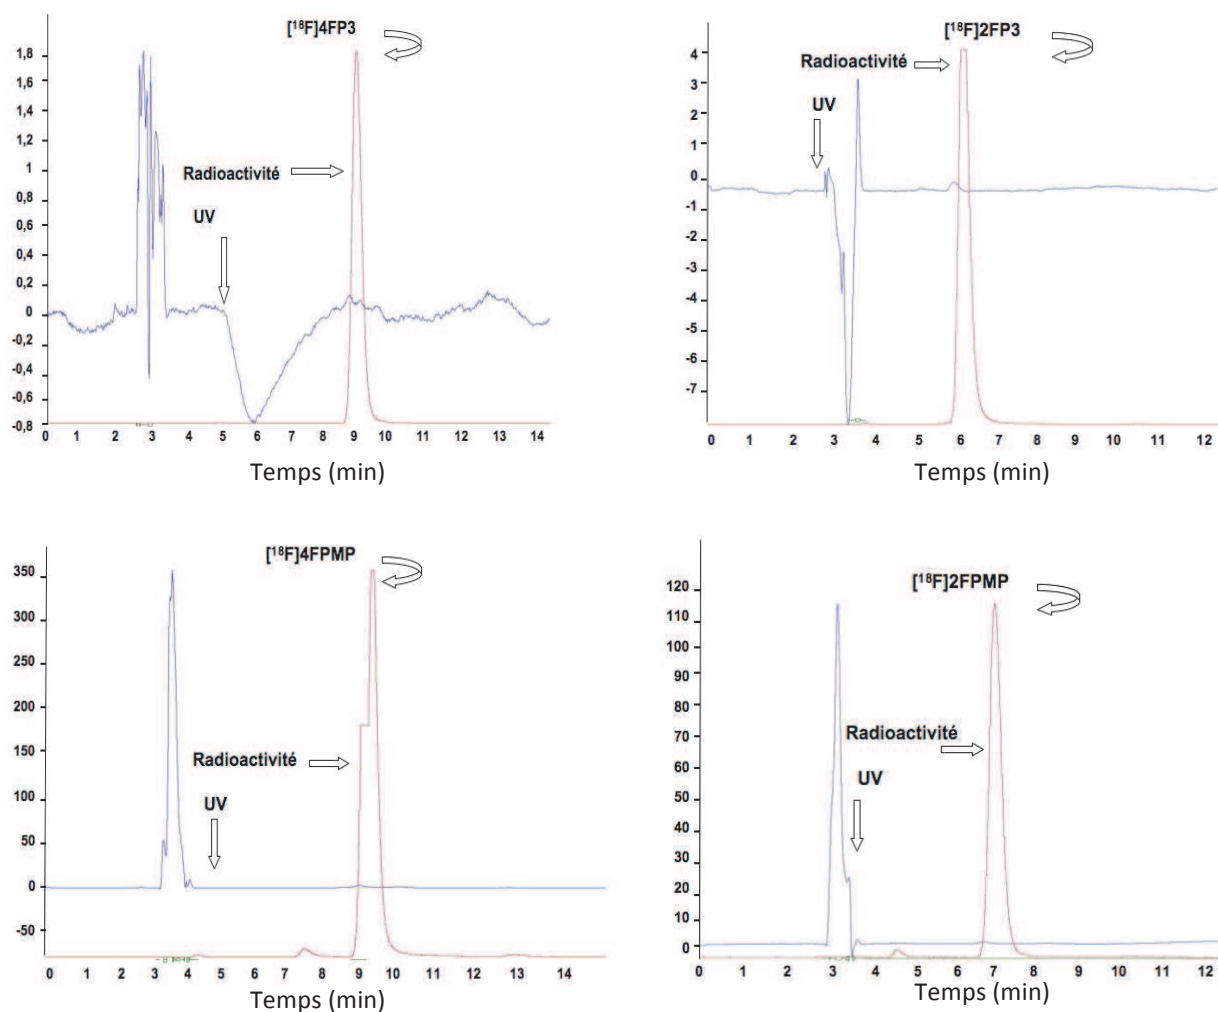 [¹⁸F]4FP3
Radioactivité
UV
1,8
1,6
1,4
1,2
1
0,8
0,6
0,4
0,2
0
-0,2
-0,4
-0,6
-0,8
0 1 2 3 4 5 6 7 8 9 10 11 12 13 14
Temps (min)
[¹⁸F]2FP3
Radioactivité
UV
4
3
2
1
0
-1
-2
-3
-4
-5
-6
-7
0 1 2 3 4 5 6 7 8 9 10 11 12
Temps (min)
[¹⁸F]4FPMP
Radioactivité
UV
350
300
250
200
150
100
50
0
-50
0 1 2 3 4 5 6 7 8 9 10 11 12 13 14
Temps (min)
[¹⁸F]2FPMP
Radioactivité
UV
120
110
100
90
80
70
60
50
40
30
20
10
0
0 1 2 3 4 5 6 7 8 9 10 11 12
Temps (min)